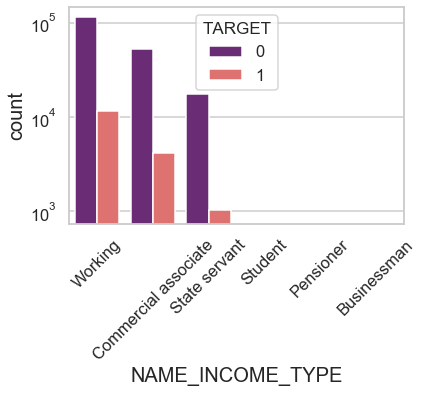 TARGET
0
1
10^5
10^4
10^3
count
Working
Commercial associate
State servant
Student
Pensioner
Businessman
NAME_INCOME_TYPE